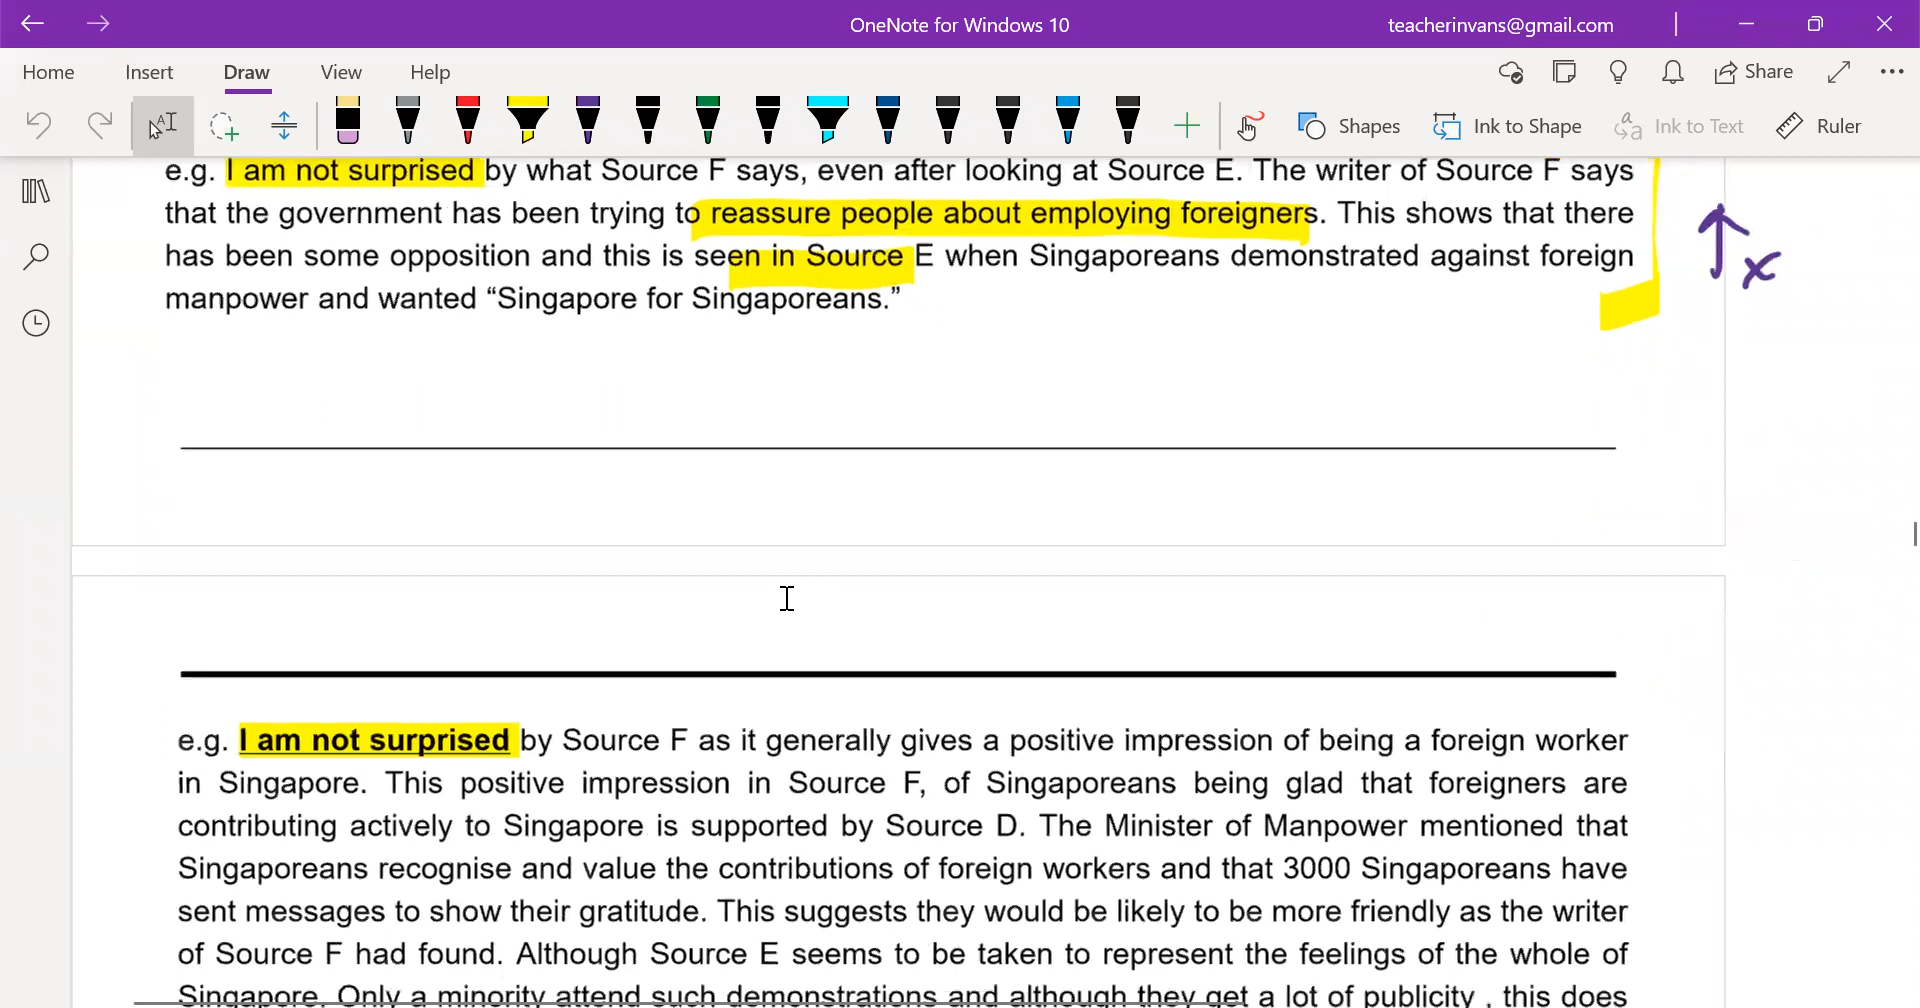 OneNote for Windows 10
teacherinvans@gmail.com
Home Insert Draw View Help
Share
Shapes Ink to Shape Ink to Text Ruler
e.g. I am not surprised by what Source F says, even after looking at Source E. The writer of Source F says
that the government has been trying to reassure people about employing foreigners. This shows that there
has been some opposition and this is seen in Source E when Singaporeans demonstrated against foreign
manpower and wanted “Singapore for Singaporeans.”
x
e.g. I am not surprised by Source F as it generally gives a positive impression of being a foreign worker
in Singapore. This positive impression in Source F, of Singaporeans being glad that foreigners are
contributing actively to Singapore is supported by Source D. The Minister of Manpower mentioned that
Singaporeans recognise and value the contributions of foreign workers and that 3000 Singaporeans have
sent messages to show their gratitude. This suggests they would be likely to be more friendly as the writer
of Source F had found. Although Source E seems to be taken to represent the feelings of the whole of
Singapore. Only a minority attend such demonstrations and although they get a lot of publicity , this does